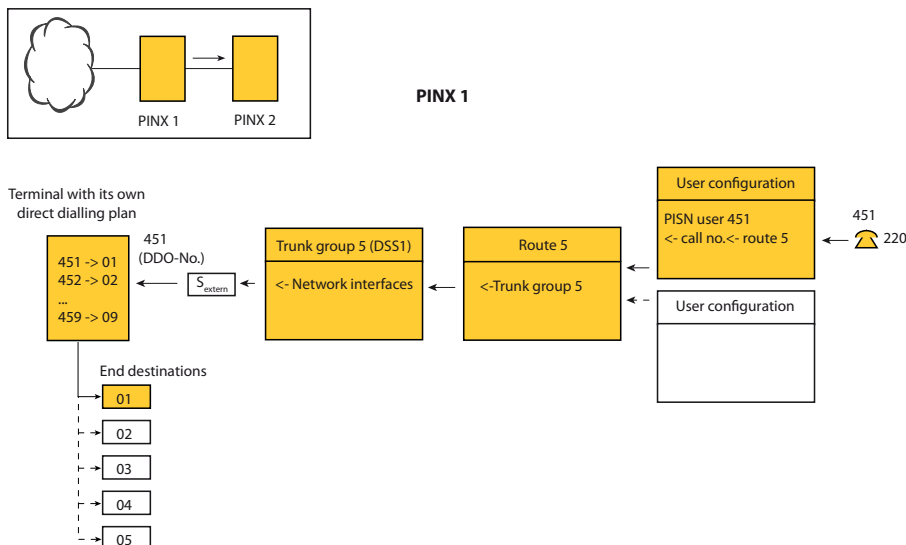 PINX 1
PINX 2
PINX 1
Terminal with its own
direct dialling plan
451 -> 01
452 -> 02
...
459 -> 09
451
(DDO-No.)
S extern
Trunk group 5 (DSS1)
<- Network interfaces
Route 5
<-Trunk group 5
User configuration
PISN user 451
<- call no.<- route 5
451
220
User configuration
End destinations
01
02
03
04
05